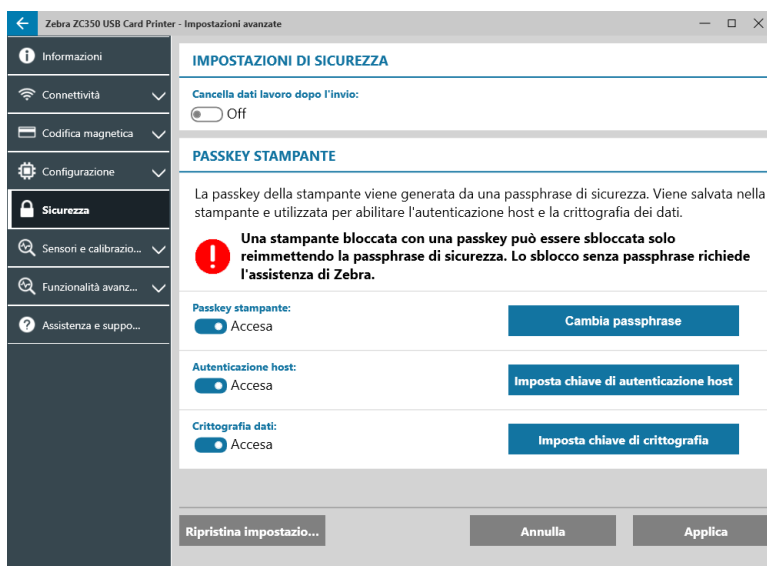 Zebra ZC350 USB Card Printer - Impostazioni avanzate
Informazioni
Connettività
Codifica magnetica
Configurazione
Sicurezza
Sensori e calibrazio...
Funzionalità avanz...
Assistenza e suppo...
IMPOSTAZIONI DI SICUREZZA
Cancella dati lavoro dopo l'invio:
Off
PASSKEY STAMPANTE
La passkey della stampante viene generata da una passphrase di sicurezza. Viene salvata nella
stampante e utilizzata per abilitare l'autenticazione host e la crittografia dei dati.
Una stampante bloccata con una passkey può essere sbloccata solo
reimmettendo la passphrase di sicurezza. Lo sblocco senza passphrase richiede
l'assistenza di Zebra.
Passkey stampante:
Accesa
Cambia passphrase
Autenticazione host:
Accesa
Imposta chiave di autenticazione host
Crittografia dati:
Accesa
Imposta chiave di crittografia
Ripristina impostazio...
Annulla
Applica